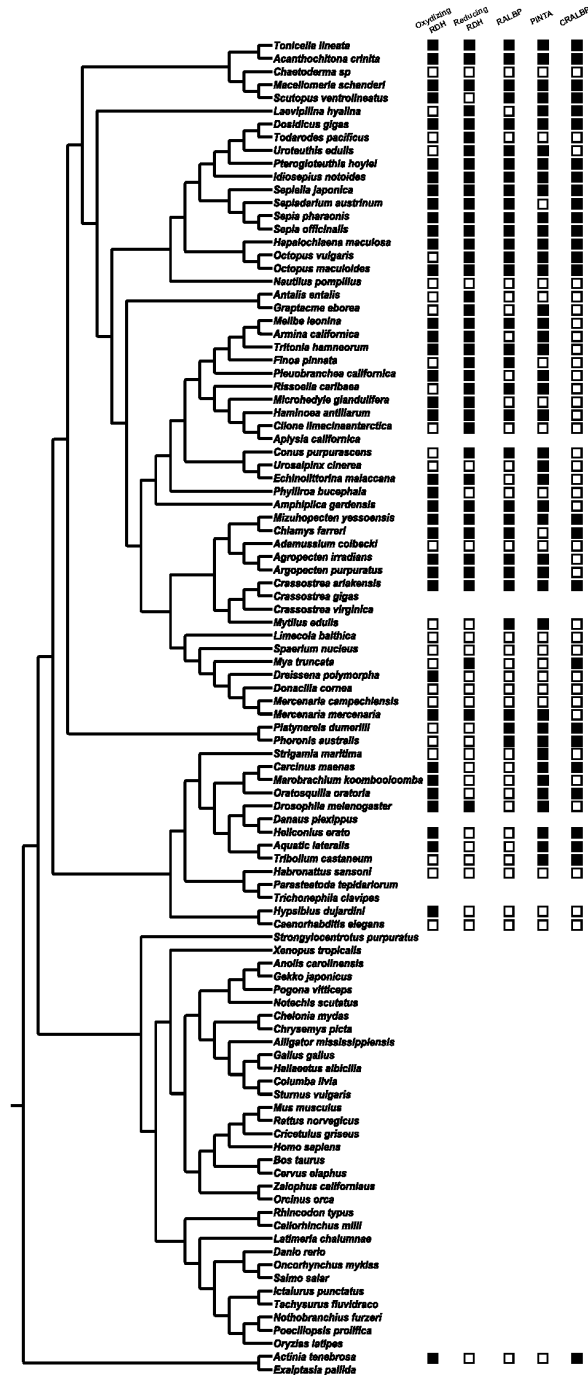 Oxydizing RDH
Reducing RDH
RALBP
PINTA
CRALBP
Tonicella lineata
Acanthochitona crinita
Chaetoderma sp
Macellomeria schanderi
Scutopus ventrolineatus
Laevipilina hyalina
Dosidicus gigas
Todarodes pacificus
Uroteuthis edulis
Pterogioteuthis hoylei
Idiosepius notoides
Sepiella japonica
Sepiadarium austrinum
Sepia pharaonis
Sepia officinalis
Hapalochlaena maculosa
Octopus vulgaris
Octopus maculoides
Nautilus pompilius
Antalis entalis
Graptacme eborea
Melibe leonina
Armina californica
Tritonia hamneorum
Finoa pinnata
Pleuobranchea californica
Rissoella caribaea
Microhedyle glandulifera
Haminoea antillarum
Clione limacinaantarctica
Aplysia californica
Conus purpurascens
Urosalpinx cinerea
Echinolittorina malaccana
Phylliroa bucephala
Amphiplica gardensis
Mizuhopecten yessoensis
Chlamys farreri
Adamussium colbecki
Agropecten irradians
Argopecten purpuratus
Crassostrea ariakensis
Crassostrea gigas
Crassostrea virginica
Mytilus edulis
Limecola balthica
Spaerium nucleus
Mya truncata
Dreissena polymorpha
Donacilla cornea
Mercenaria campechiensis
Mercenaria mercenaria
Platynereis dumerilii
Phoronis australis
Strigamia maritima
Carcinus maenas
Marobrachium koombooloomba
Oratosquilla oratoria
Drosophila melanogaster
Danaus plexippus
Heliconius erato
Aquatic lateralis
Tribolium castaneum
Habronattus sansoni
Parasteatoda tepidariorum
Trichonephila clavipes
Hypsibius dujardini
Caenorhabditis elegans
Strongylocentrotus purpuratus
Xenopus tropicalis
Anolis carolinensis
Gekko japonicus
Pogona vitticeps
Notechis scutatus
Chelonia mydas
Chrysemys picta
Alligator mississippiensis
Gallus gallus
Haliaeetus albicilla
Columba livia
Sturnus vulgaris
Mus musculus
Rattus norvegicus
Cricetulus griseus
Homo sapiens
Bos taurus
Cervus elaphus
Zalophus californiaus
Orcinus orca
Rhincodon typus
Callorhinchus milii
Latimeria chalumnae
Danio rerio
Oncorhynchus mykiss
Salmo salar
Ictalurus punctatus
Tachysurus fluvidraco
Nothobranchius furzeri
Poeciliopsis prolifica
Oryzias latipes
Actinia tenebrosa
Exaiptasia pallida